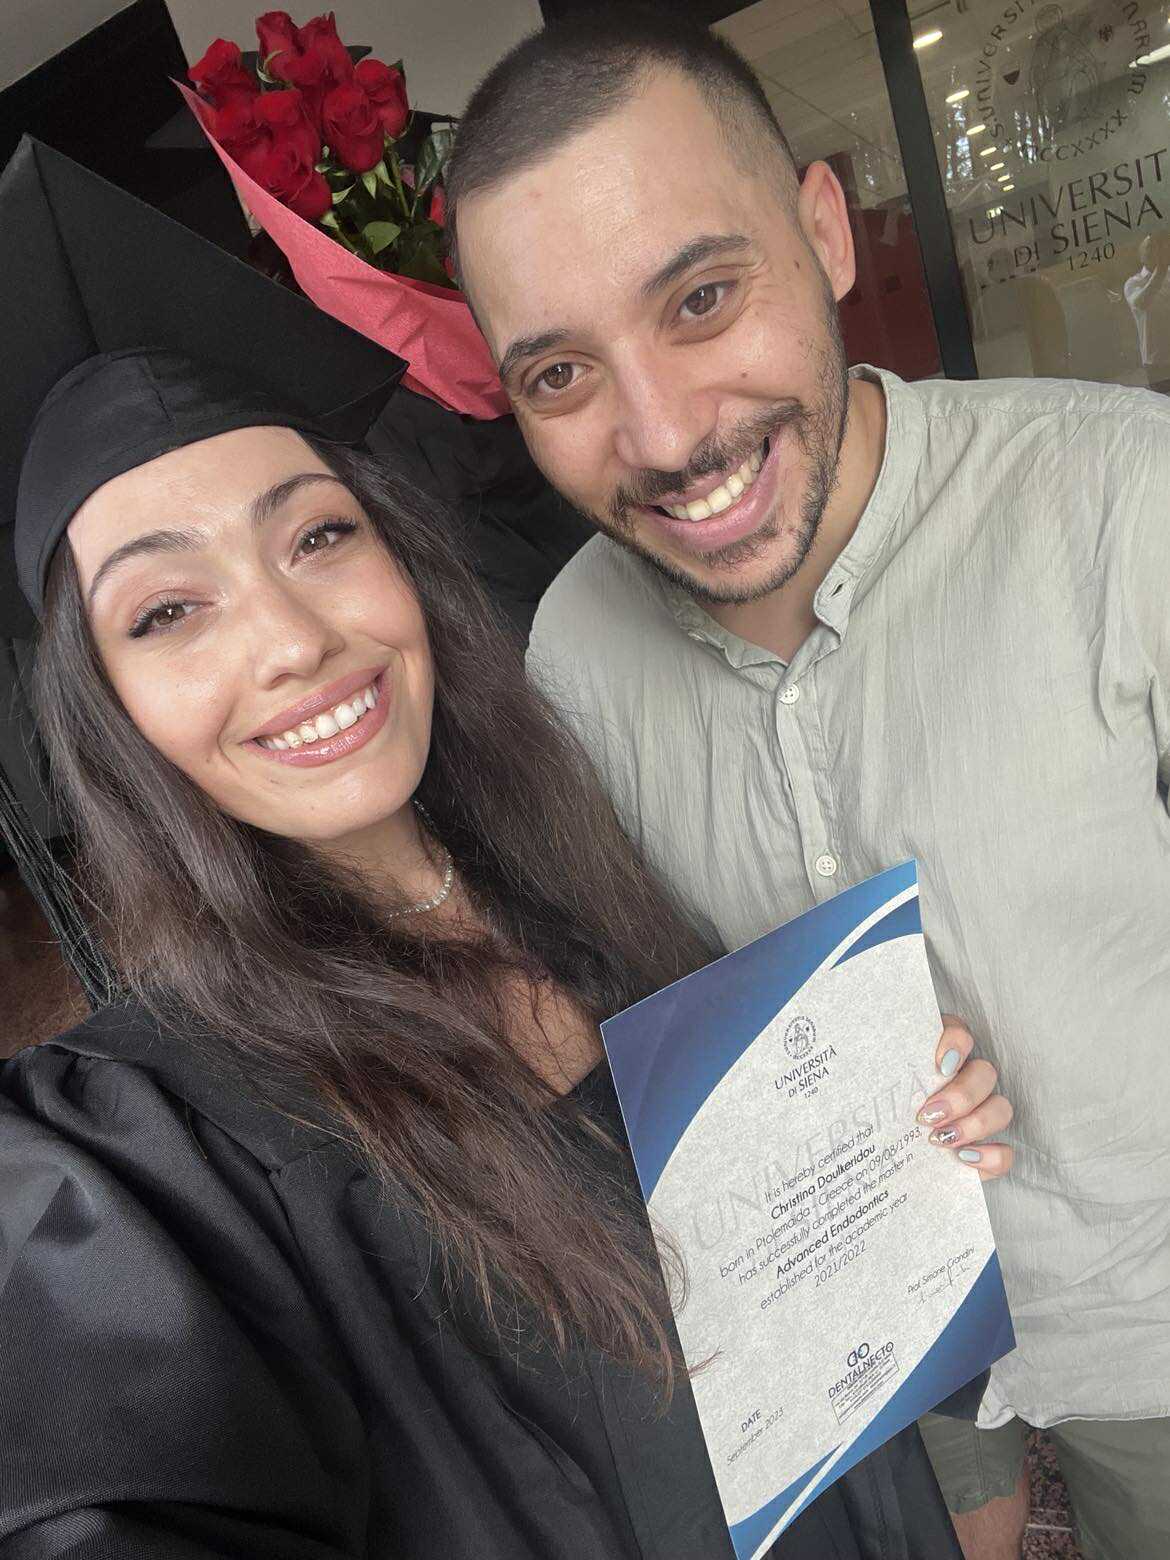 CCXXXX
UNIVERSIT
DI SIENA
1240
UNIVERSITÀ
DI SIENA
1240
UNIVERSITÀ
It is hereby certified that
Christina Doulkeridou
born in Ptolemaida - Greece on 09/08/1993,
has successfully completed the master in
Advanced Endodontics
established for the academic year
2021/2022
Prof. Simone Grandini
DENTALNECTO
DATE
September 2023